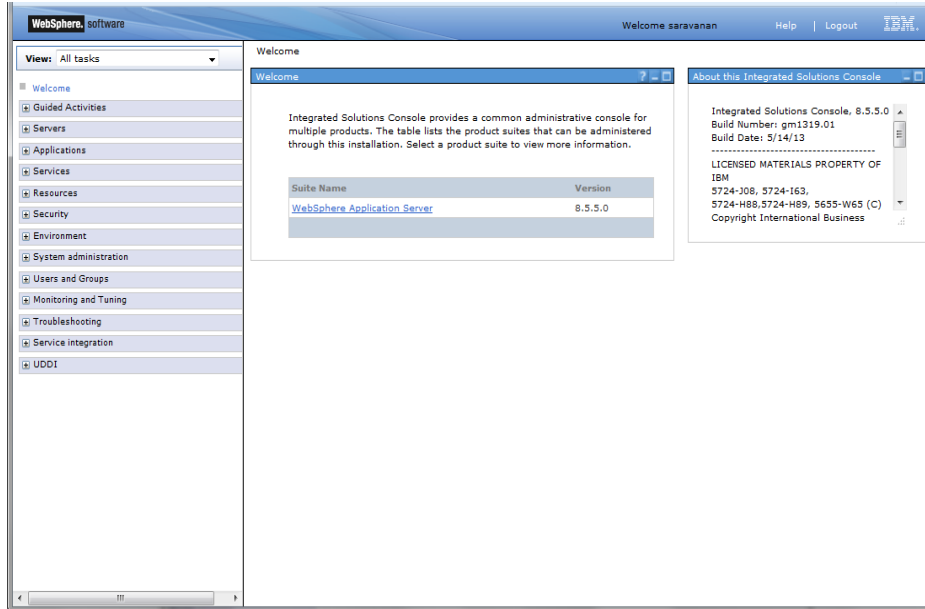 WebSphere. software
Welcome saravanan
Help | Logout
IBM.
View: All tasks
Welcome
Guided Activities
Servers
Applications
Services
Resources
Security
Environment
System administration
Users and Groups
Monitoring and Tuning
Troubleshooting
Service integration
UDDI
Welcome
Welcome
Integrated Solutions Console provides a common administrative console for
multiple products. The table lists the product suites that can be administered
through this installation. Select a product suite to view more information.
Suite Name Version
WebSphere Application Server 8.5.5.0
About this Integrated Solutions Console
Integrated Solutions Console, 8.5.5.0
Build Number: gm1319.01
Build Date: 5/14/13
------------------------------------
LICENSED MATERIALS PROPERTY OF
IBM
5724-J08, 5724-I63,
5724-H88,5724-H89, 5655-W65 (C)
Copyright International Business